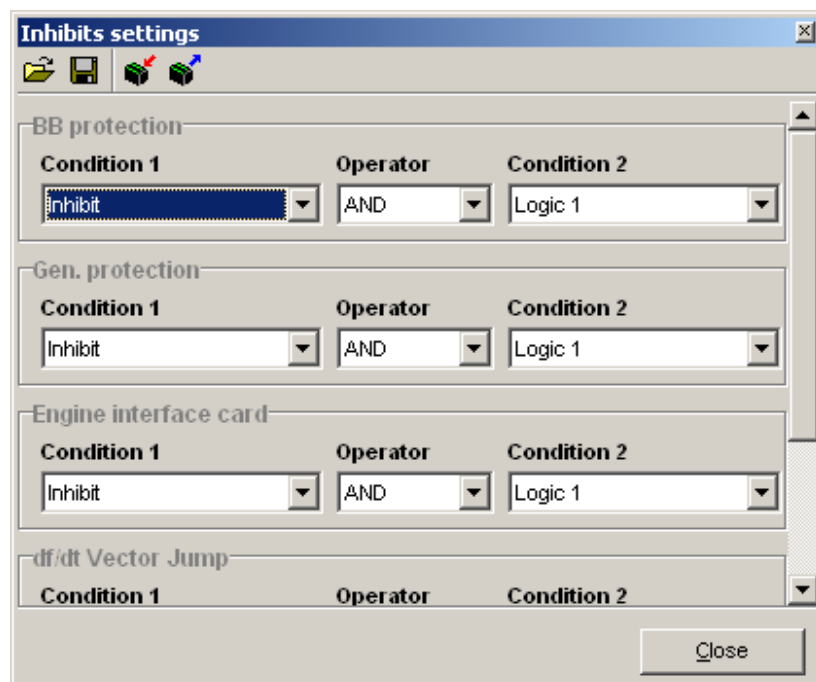 Inhibits settings
BB protection
Condition 1 Operator Condition 2
Inhibit AND Logic 1
Gen. protection
Condition 1 Operator Condition 2
Inhibit AND Logic 1
Engine interface card
Condition 1 Operator Condition 2
Inhibit AND Logic 1
df/dt Vector Jump
Condition 1 Operator Condition 2
Close